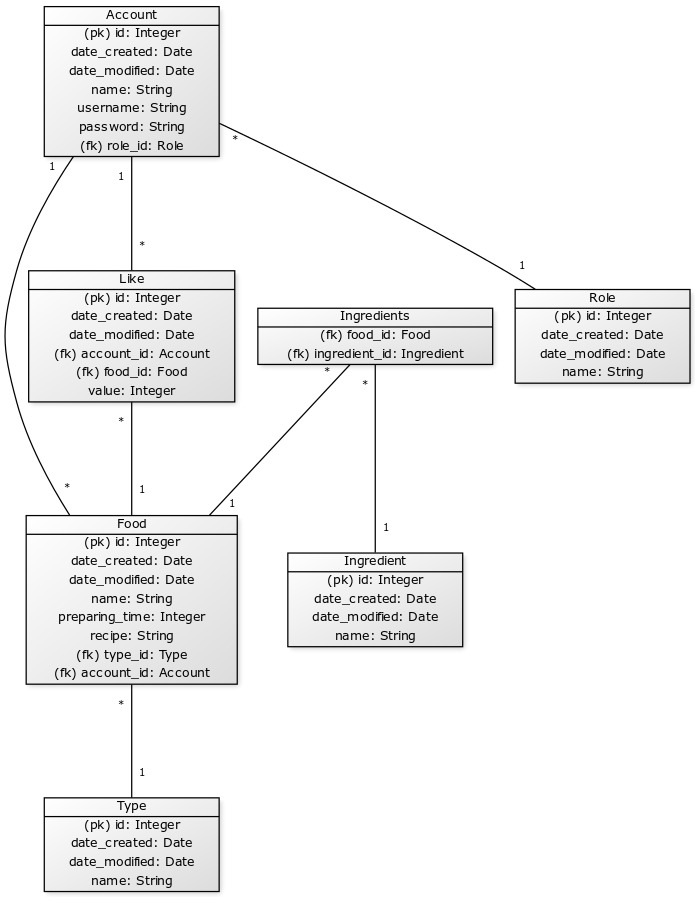 Account
(pk) id: Integer
date_created: Date
date_modified: Date
name: String
username: String
password: String
(fk) role_id: Role
*
1
1
*
1
Like
(pk) id: Integer
date_created: Date
date_modified: Date
(fk) account_id: Account
(fk) food_id: Food
value: Integer
Ingredients
(fk) food_id: Food
(fk) ingredient_id: Ingredient
Role
(pk) id: Integer
date_created: Date
date_modified: Date
name: String
*
*
*
*
1
1
1
Food
(pk) id: Integer
date_created: Date
date_modified: Date
name: String
preparing_time: Integer
recipe: String
(fk) type_id: Type
(fk) account_id: Account
Ingredient
(pk) id: Integer
date_created: Date
date_modified: Date
name: String
*
1
Type
(pk) id: Integer
date_created: Date
date_modified: Date
name: String